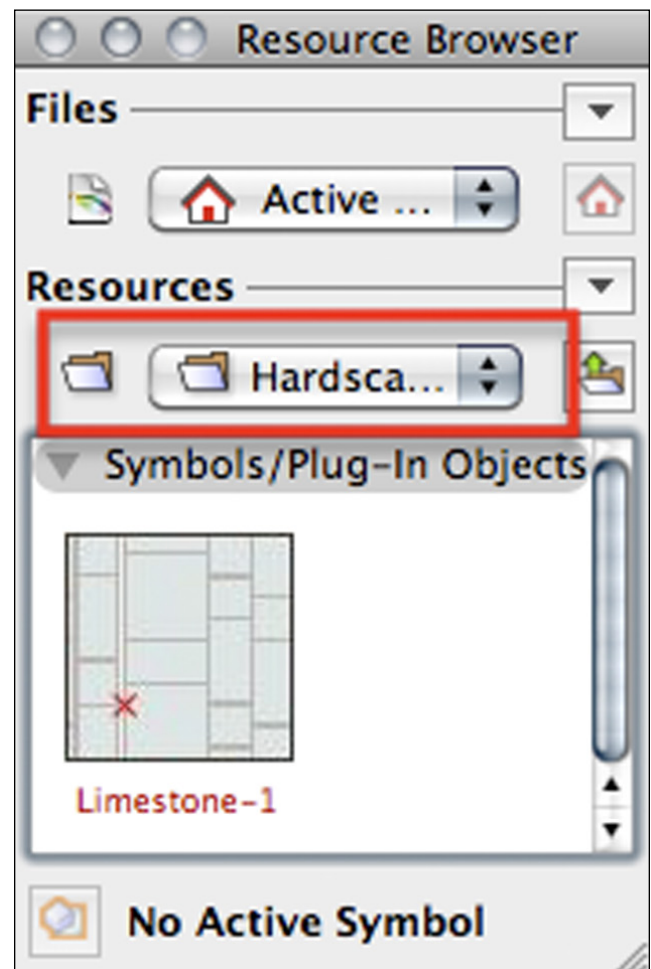 Resource Browser
Files
Active ...
Resources
Hardsca...
Symbols/Plug-In Objects
Limestone-1
No Active Symbol